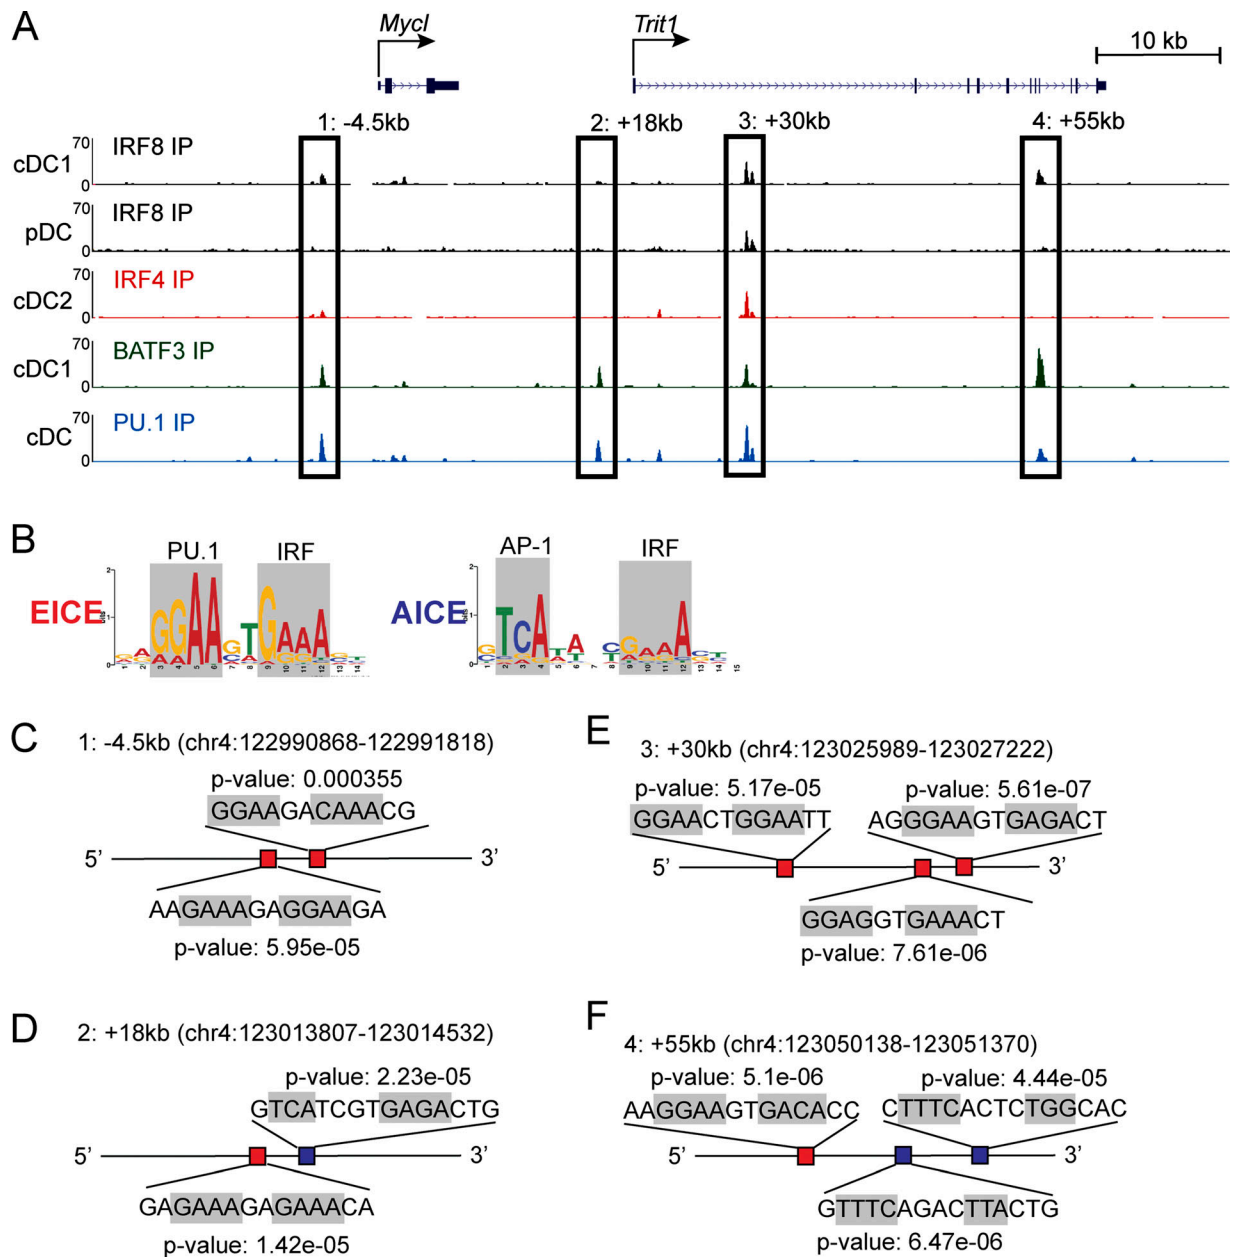 A
Mycl
Trit1
10 kb
1: -4.5kb
2: +18kb
3: +30kb
4: +55kb
cDC1
70
0
IRF8 IP
pDC
70
0
IRF8 IP
cDC2
70
0
IRF4 IP
cDC1
70
0
BATF3 IP
cDC
70
0
PU.1 IP
B
PU.1
IRF
EICE
AP-1
IRF
AICE
C
1: -4.5kb (chr4:122990868-122991818)
p-value: 0.000355
GGAAGACAAACG
5’
3’
AAGAAAGAGGAAGA
p-value: 5.95e-05
E
3: +30kb (chr4:123025989-123027222)
p-value: 5.17e-05
p-value: 5.61e-07
GGAACTGGAATT
AGGGAAGTGAGACT
5’
3’
GGAGGTGAAACT
p-value: 7.61e-06
D
2: +18kb (chr4:123013807-123014532)
p-value: 2.23e-05
GTCATCGTGAGACTG
5’
3’
GAGAAAGAGAAACA
p-value: 1.42e-05
F
4: +55kb (chr4:123050138-123051370)
p-value: 5.1e-06
p-value: 4.44e-05
AAGGAAGTGACACC
CTTTCACTCTGGCAC
5’
3’
GTTTCAGACTTACTG
p-value: 6.47e-06